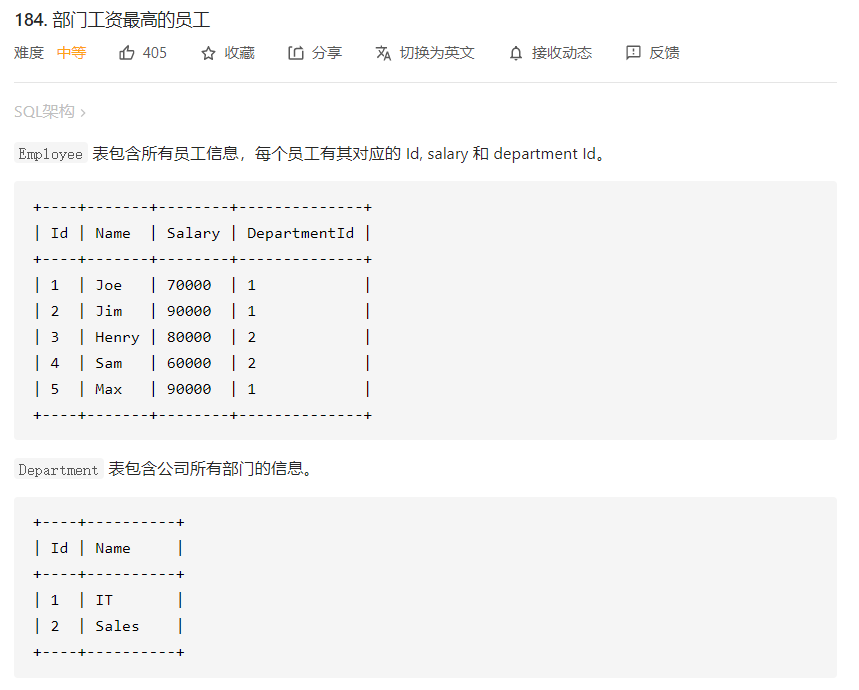 184. 部门工资最高的员工
难度 中等 405 收藏 分享 切换为英文 接收动态 反馈
SQL架构 ›
Employee 表包含所有员工信息，每个员工有其对应的 Id, salary 和 department Id。
+----+-------+--------+--------------+
| Id | Name  | Salary | DepartmentId |
+----+-------+--------+--------------+
| 1  | Joe   | 70000  | 1            |
| 2  | Jim   | 90000  | 1            |
| 3  | Henry | 80000  | 2            |
| 4  | Sam   | 60000  | 2            |
| 5  | Max   | 90000  | 1            |
+----+-------+--------+--------------+
Department 表包含公司所有部门的信息。
+----+----------+
| Id | Name     |
+----+----------+
| 1  | IT       |
| 2  | Sales    |
+----+----------+